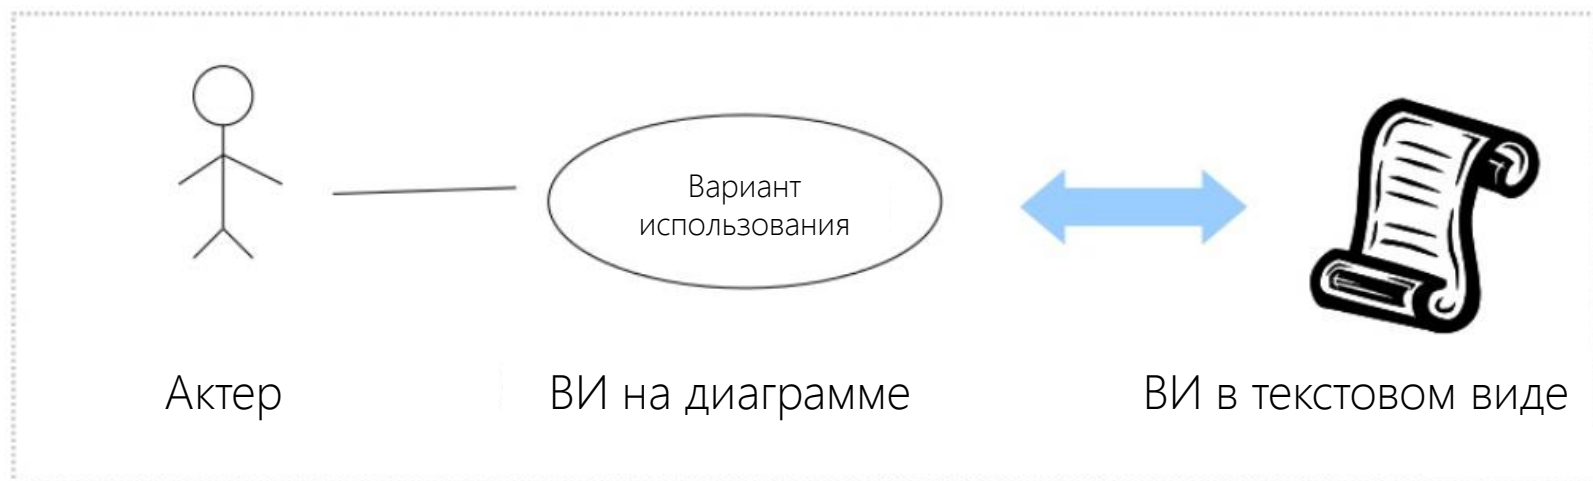 Вариант
использования
Актер
ВИ на диаграмме
ВИ в текстовом виде